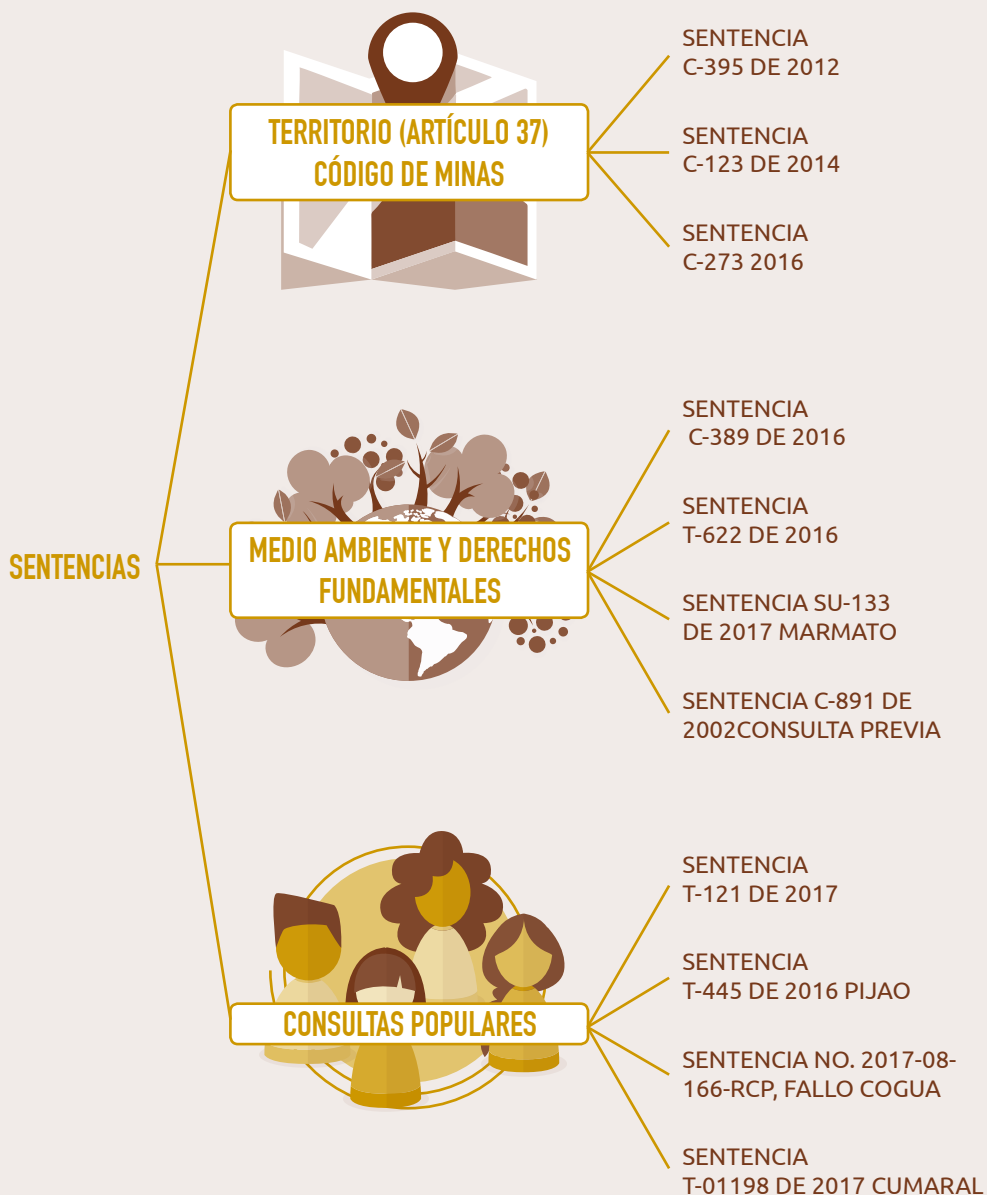 SENTENCIAS
TERRITORIO (ARTÍCULO 37)
CÓDIGO DE MINAS
SENTENCIA
C-395 DE 2012
SENTENCIA
C-123 DE 2014
SENTENCIA
C-273 2016
MEDIO AMBIENTE Y DERECHOS
FUNDAMENTALES
SENTENCIA
C-389 DE 2016
SENTENCIA
T-622 DE 2016
SENTENCIA SU-133
DE 2017 MARMATO
SENTENCIA C-891 DE
2002CONSULTA PREVIA
CONSULTAS POPULARES
SENTENCIA
T-121 DE 2017
SENTENCIA
T-445 DE 2016 PIJAO
SENTENCIA NO. 2017-08-
166-RCP, FALLO COGUA
SENTENCIA
T-01198 DE 2017 CUMARAL